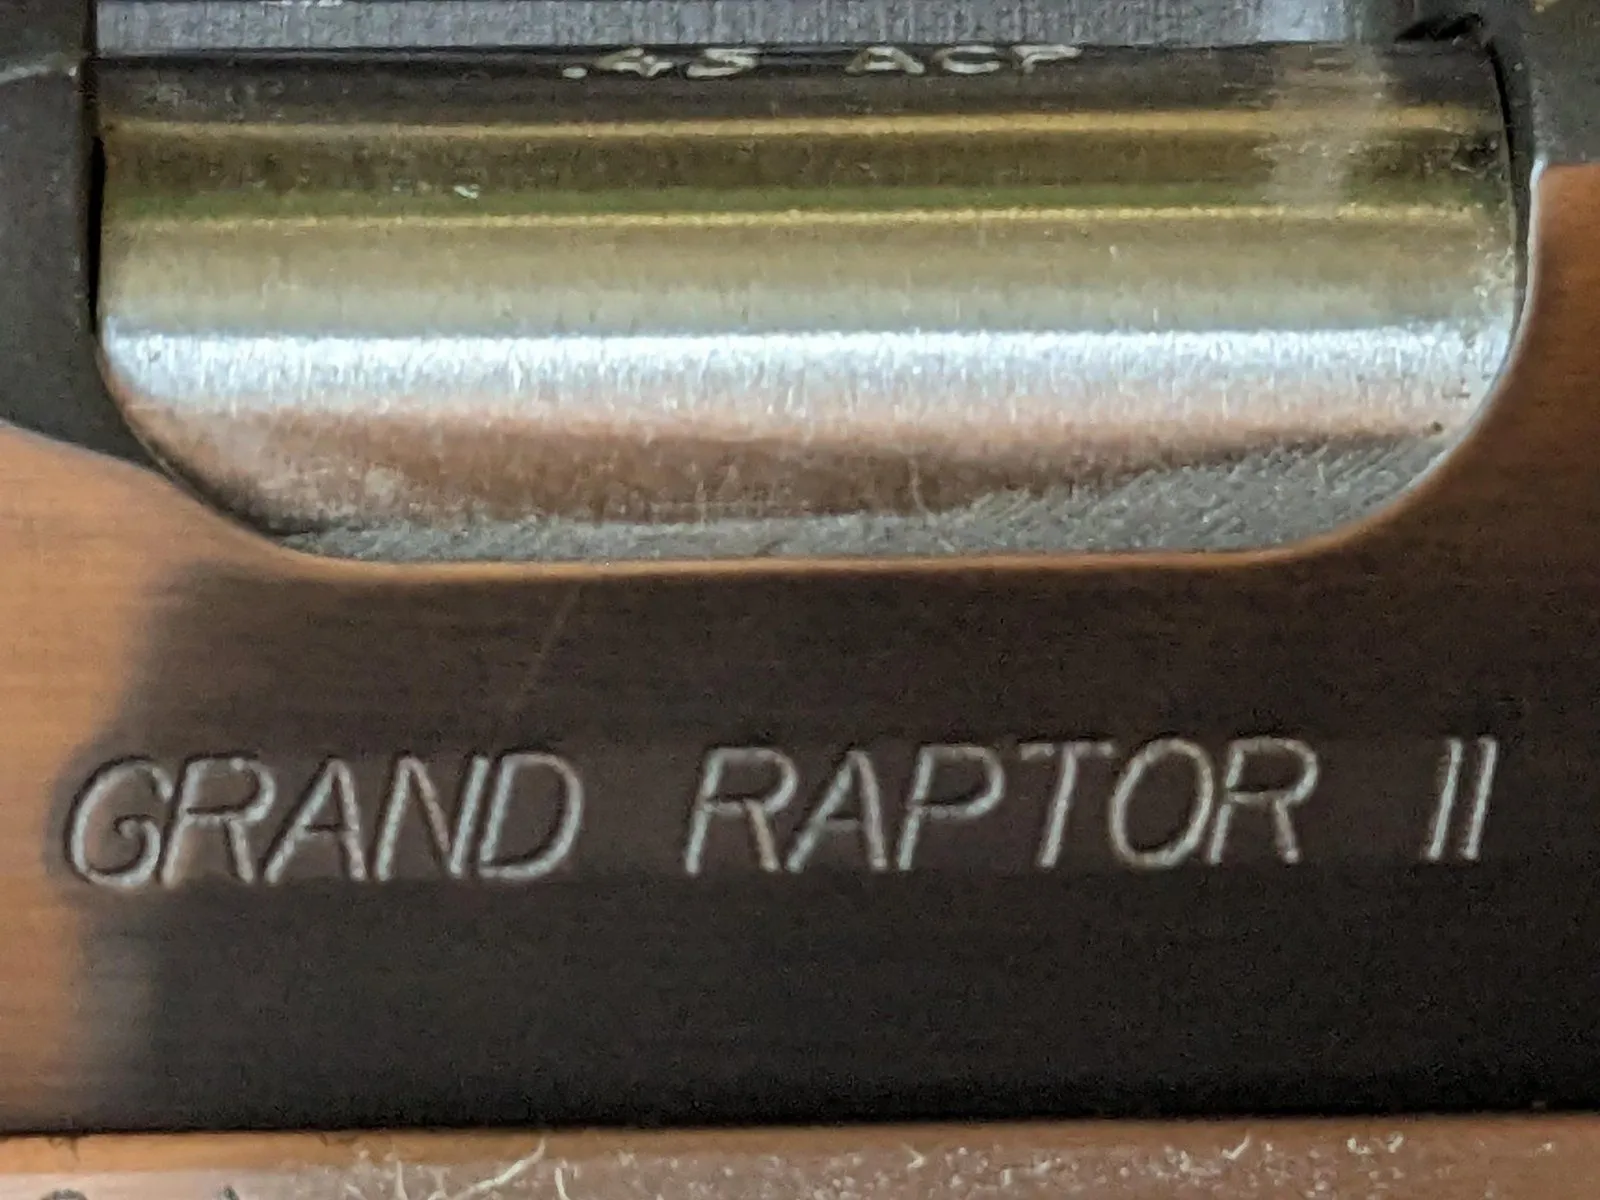 .45 ACP
GRAND RAPTOR II